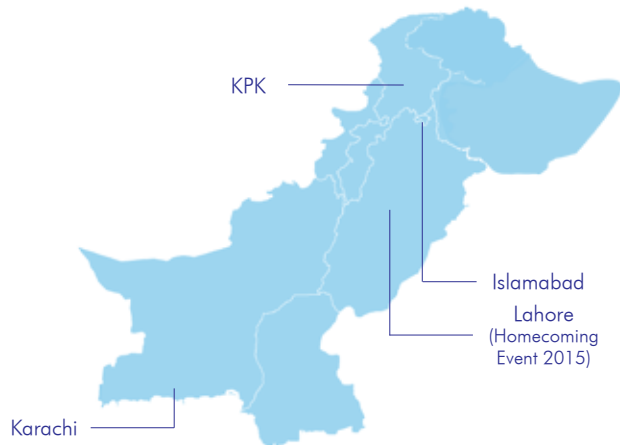 KPK
Islamabad
Lahore
(Homecoming
Event 2015)
Karachi